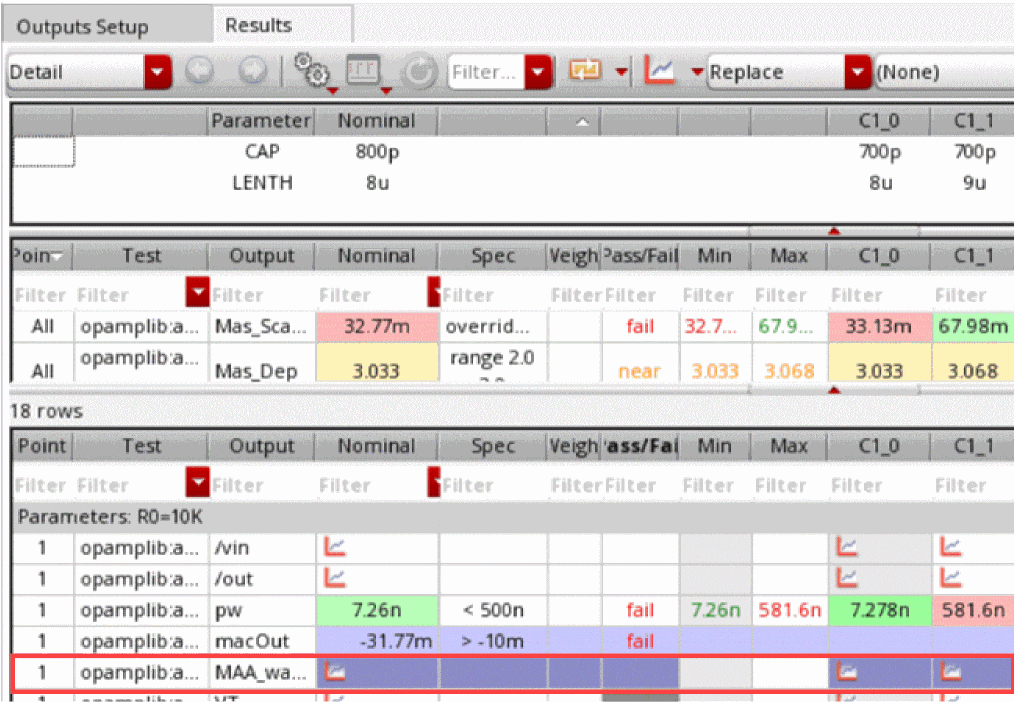 Outputs Setup Results
Detail Filter... Replace (None)
Parameter Nominal C1_0 C1_1
CAP 800p 700p 700p
LENTH 8u 8u 9u
Poin Test Output Nominal Spec Veigh Pass/Fail Min Max C1_0 C1_1
Filter Filter Filter Filter Filter Filter Filter Filter Filter Filter Filter
All opamplib:a... Mas_Sca... 32.77m overrid... fail 32.7... 67.9... 33.13m 67.98m
All opamplib:a... Mas_Dep 3.033 range 2.0 near 3.033 3.068 3.033 3.068
18 rows
Point Test Output Nominal Spec Veigh 'ass/Fai Min Max C1_0 C1_1
Filter Filter Filter Filter Filter Filter Filter Filter Filter Filter Filter
Parameters: R0=10K
1 opamplib:a... /vin
1 opamplib:a... /out
1 opamplib:a... pw 7.26n < 500n fail 7.26n 581.6n 7.278n 581.6n
1 opamplib:a... macOut -31.77m > -10m fail
1 opamplib:a... MAA_wa...